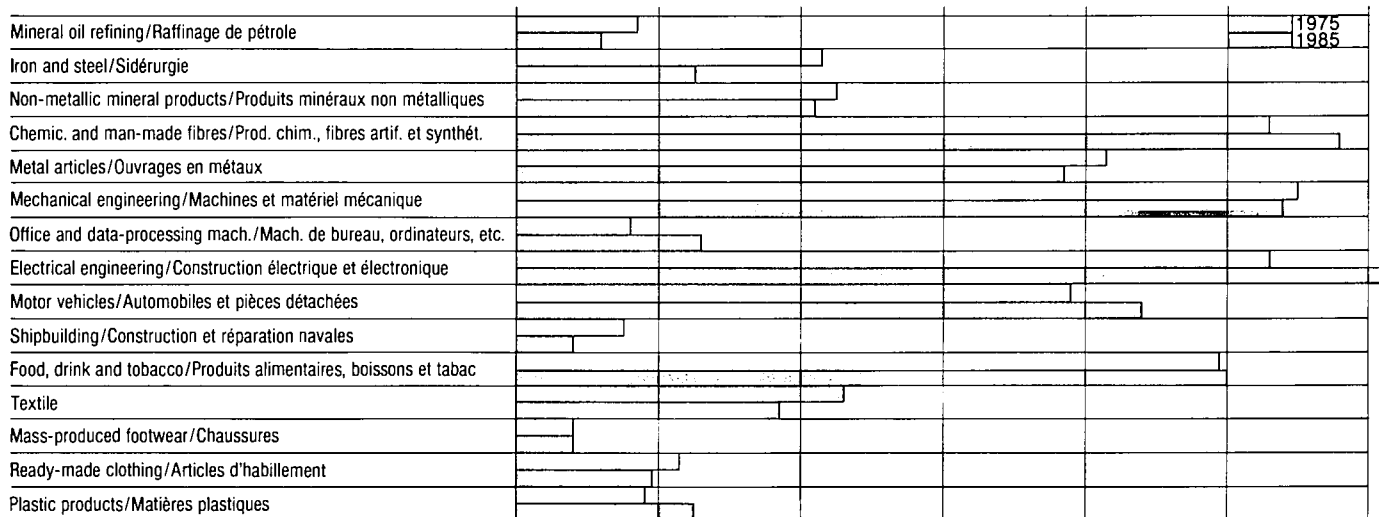 Mineral oil refining/Raffinage de pétrole
1975
1985
Iron and steel/Sidérurgie
Non-metallic mineral products/Produits minéraux non métalliques
Chemic. and man-made fibres/Prod. chim., fibres artif. et synthét.
Metal articles/Ouvrages en métaux
Mechanical engineering/Machines et matériel mécanique
Office and data-processing mach./Mach. de bureau, ordinateurs, etc.
Electrical engineering/Construction électrique et électronique
Motor vehicles/Automobiles et pièces détachées
Shipbuilding/Construction et réparation navales
Food, drink and tobacco/Produits alimentaires, boissons et tabac
Textile
Mass-produced footwear/Chaussures
Ready-made clothing/Articles d'habillement
Plastic products/Matières plastiques